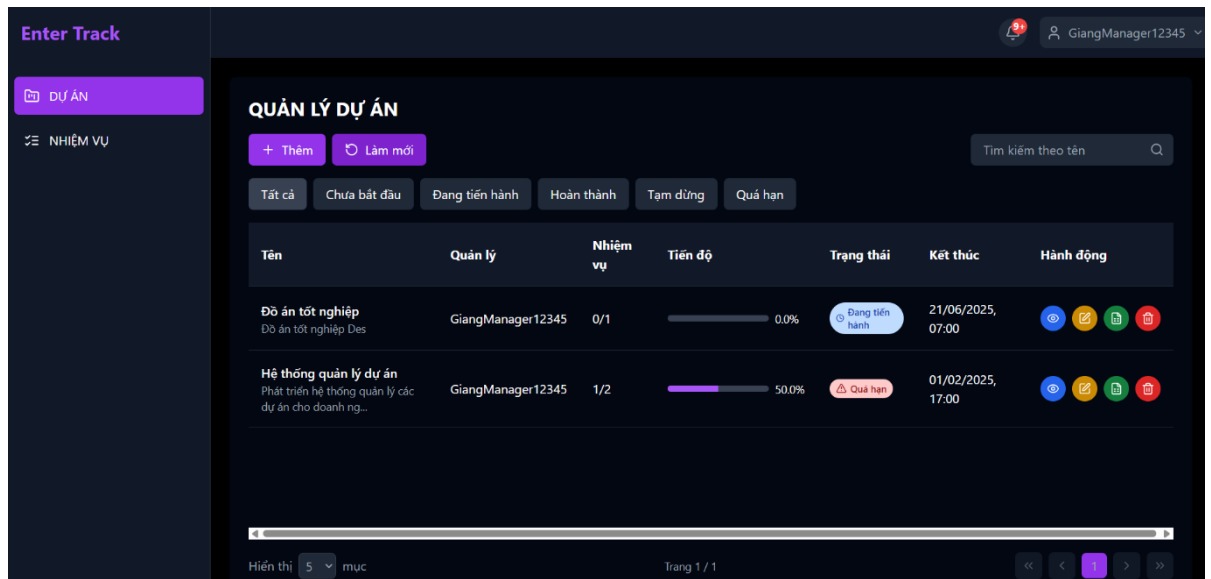 Enter Track
9+
GiangManager12345
DỰ ÁN
NHIỆM VỤ
QUẢN LÝ DỰ ÁN
Thêm
Làm mới
Tìm kiếm theo tên
Tất cả
Chưa bắt đầu
Đang tiến hành
Hoàn thành
Tạm dừng
Quá hạn
Tên
Quản lý
Nhiệm
vụ
Tiến độ
Trạng thái
Kết thúc
Hành động
Đồ án tốt nghiệp
Đồ án tốt nghiệp Des
GiangManager12345
0/1
0.0%
Đang tiến
hành
21/06/2025,
07:00
Hệ thống quản lý dự án
Phát triển hệ thống quản lý các
dự án cho doanh ng...
GiangManager12345
1/2
50.0%
Quá hạn
01/02/2025,
17:00
Hiển thị 5 mục
Trang 1 / 1
« < 1 > »